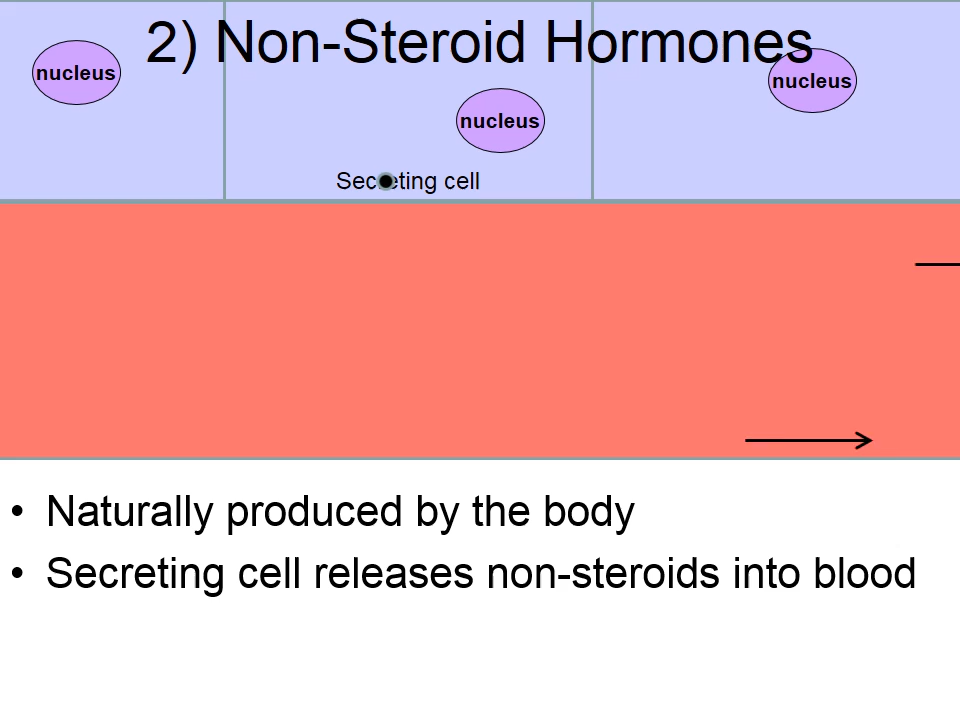 2) Non-Steroid Hormones
nucleus
nucleus
nucleus
Secreting cell
• Naturally produced by the body
• Secreting cell releases non-steroids into blood